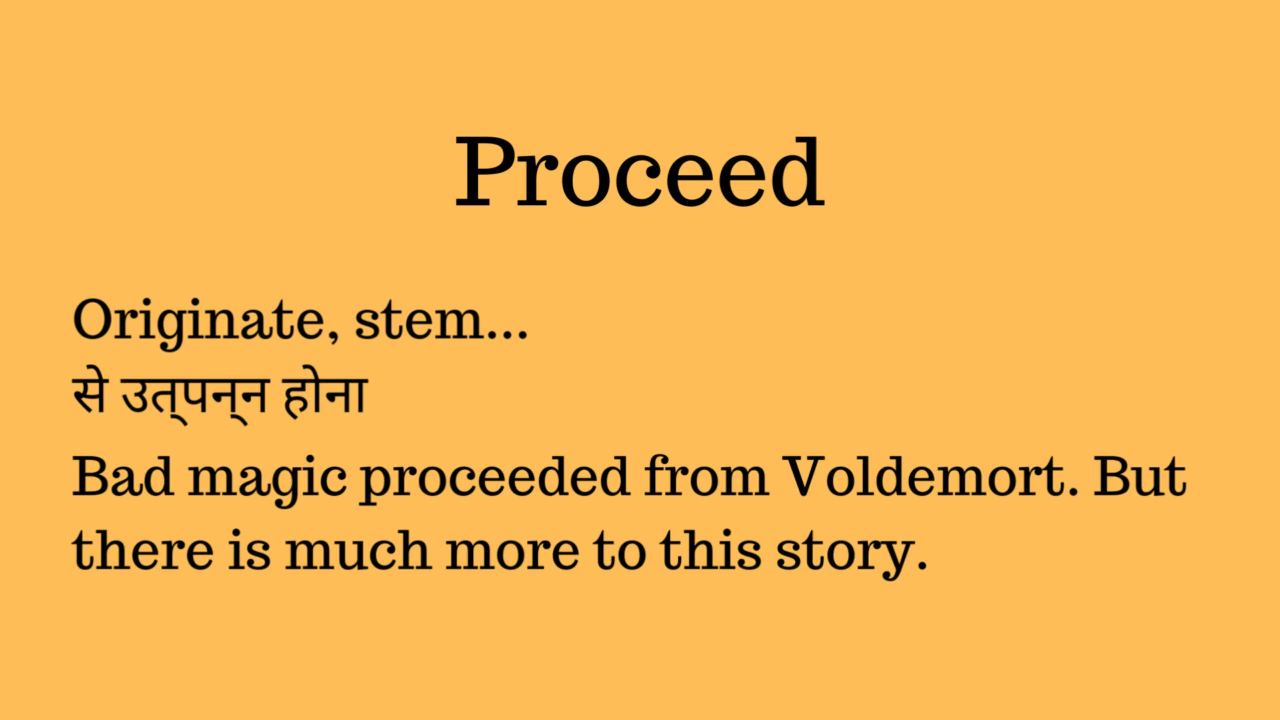 Proceed
Originate, stem...
से उत्पन्न होना
Bad magic proceeded from Voldemort. But
there is much more to this story.